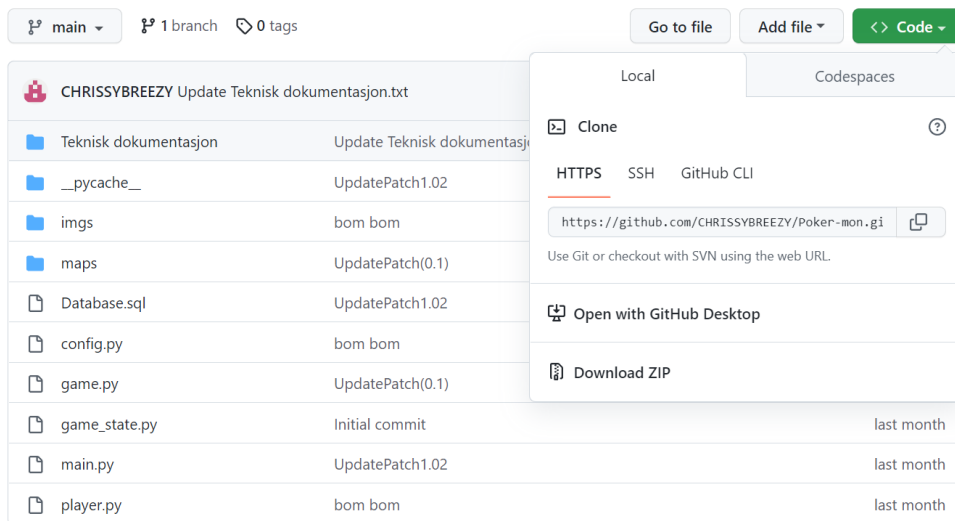 main 1 branch 0 tags Go to file Add file <> Code
Local Codespaces
CHRISSYBREEZY Update Teknisk dokumentasjon.txt
Clone
HTTPS SSH GitHub CLI
https://github.com/CHRISSYBREEZY/Poker-mon.gi
Use Git or checkout with SVN using the web URL.
Open with GitHub Desktop
Download ZIP
Teknisk dokumentasjon Update Teknisk dokumentasj
__pycache__ UpdatePatch1.02
imgs bom bom
maps UpdatePatch(0.1)
Database.sql UpdatePatch1.02
config.py bom bom
game.py UpdatePatch(0.1)
game_state.py Initial commit last month
main.py UpdatePatch1.02 last month
player.py bom bom last month